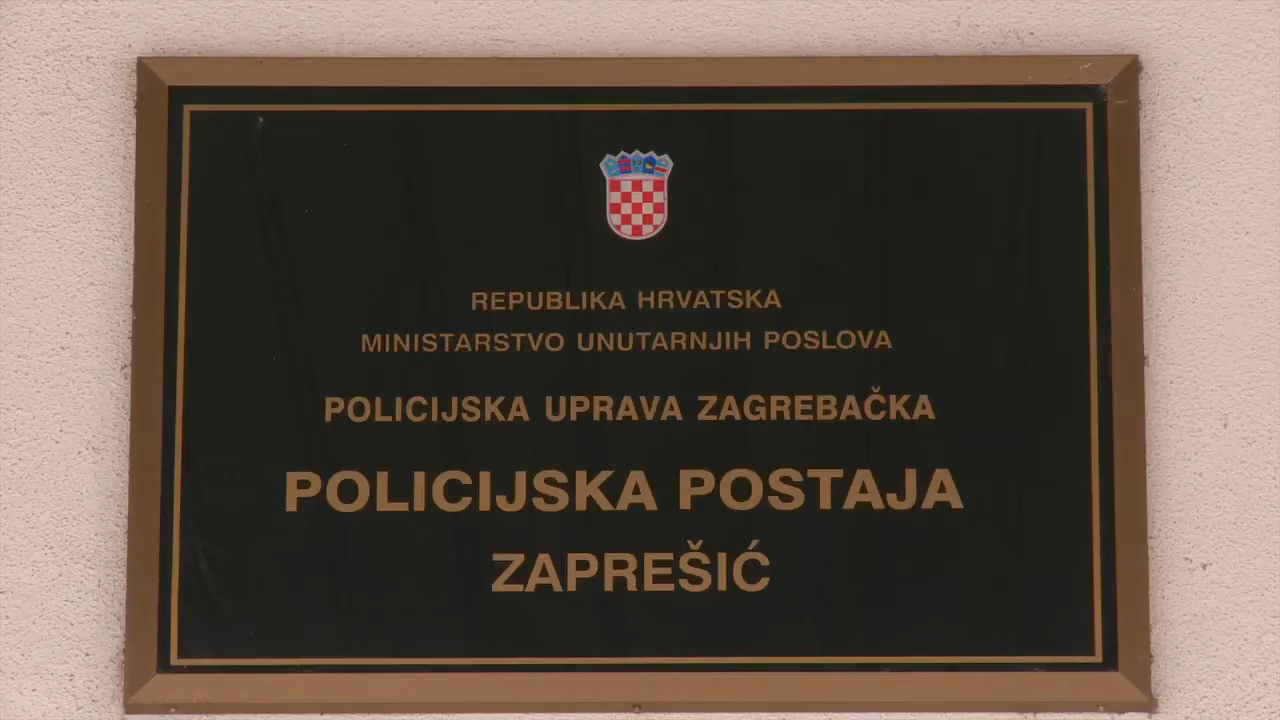 REPUBLIKA HRVATSKA
MINISTARSTVO UNUTARNJIH POSLOVA
POLICIJSKA UPRAVA ZAGREBAČKA
POLICIJSKA POSTAJA
ZAPREŠIĆ